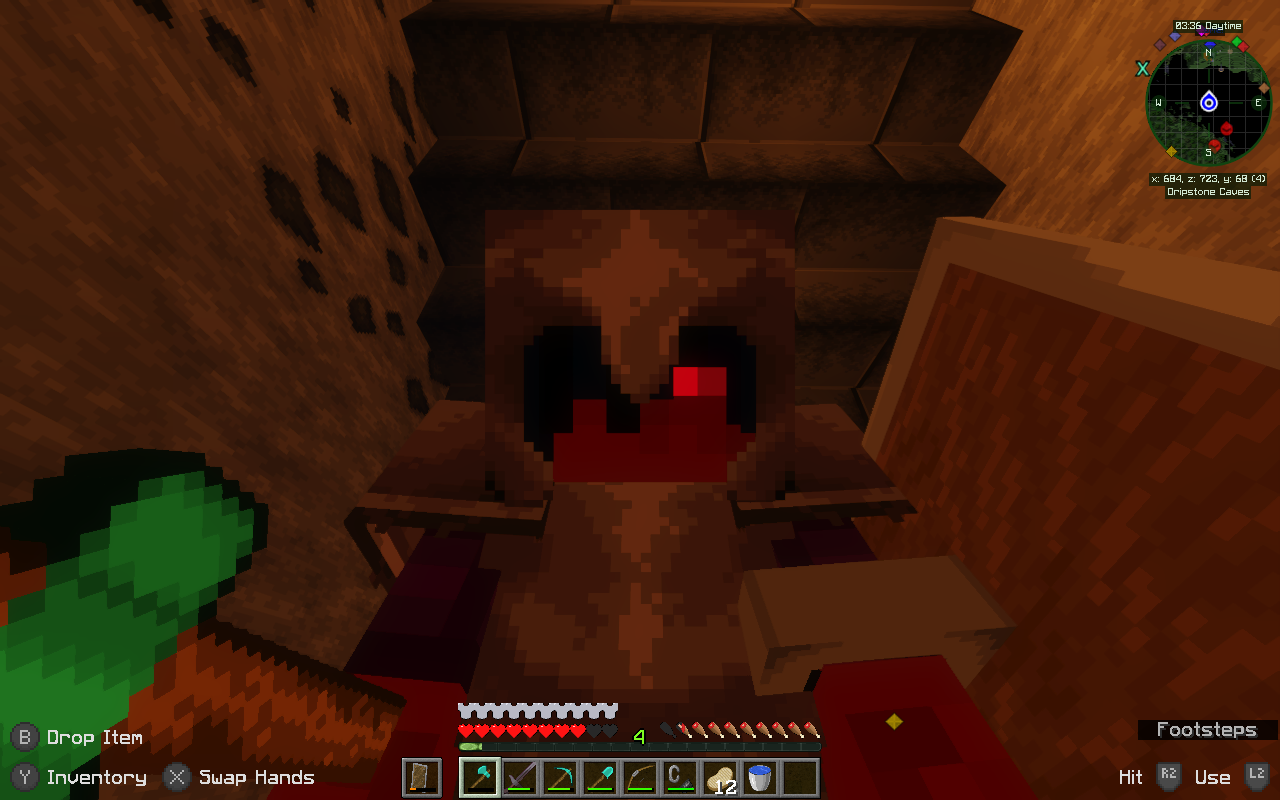 03:36 Daytime
N
X
W
E
S
x: 684, z: 723, y: 68 (4)
Dripstone Caves
4
B Drop Item
Footsteps
Y Inventory X Swap Hands
C
12
Hit R2 Use L2